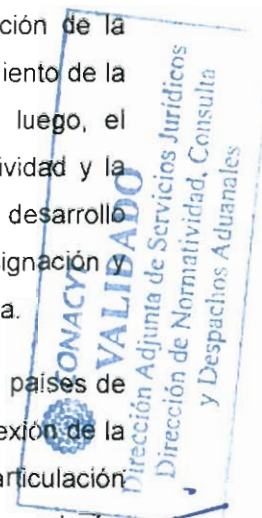 ción de la
iento de la
luego, el
ividad y la
desarrollo
signación y
a.
países de
exión de la
articulación
CONACYT
VALIDADO
Dirección Adjunta de Servicios Jurídicos
Dirección de Normatividad, Consulta
y Despachos Aduanales